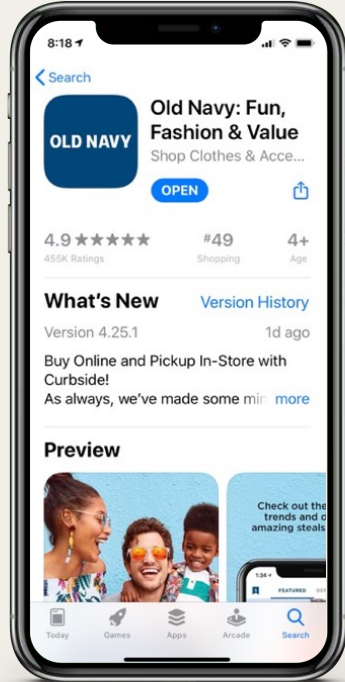 8:18
Search
OLD NAVY
Old Navy: Fun,
Fashion & Value
Shop Clothes & Acce...
OPEN
4.9
#49
4+
455K Ratings
Shopping
Age
What's New
Version History
Version 4.25.1
1d ago
Buy Online and Pickup In-Store with
Curbside!
As always, we've made some min more
Preview
Check out the
trends and d
amazing steals
1:34
FEATURED
Today
Games
Apps
Arcade
Search